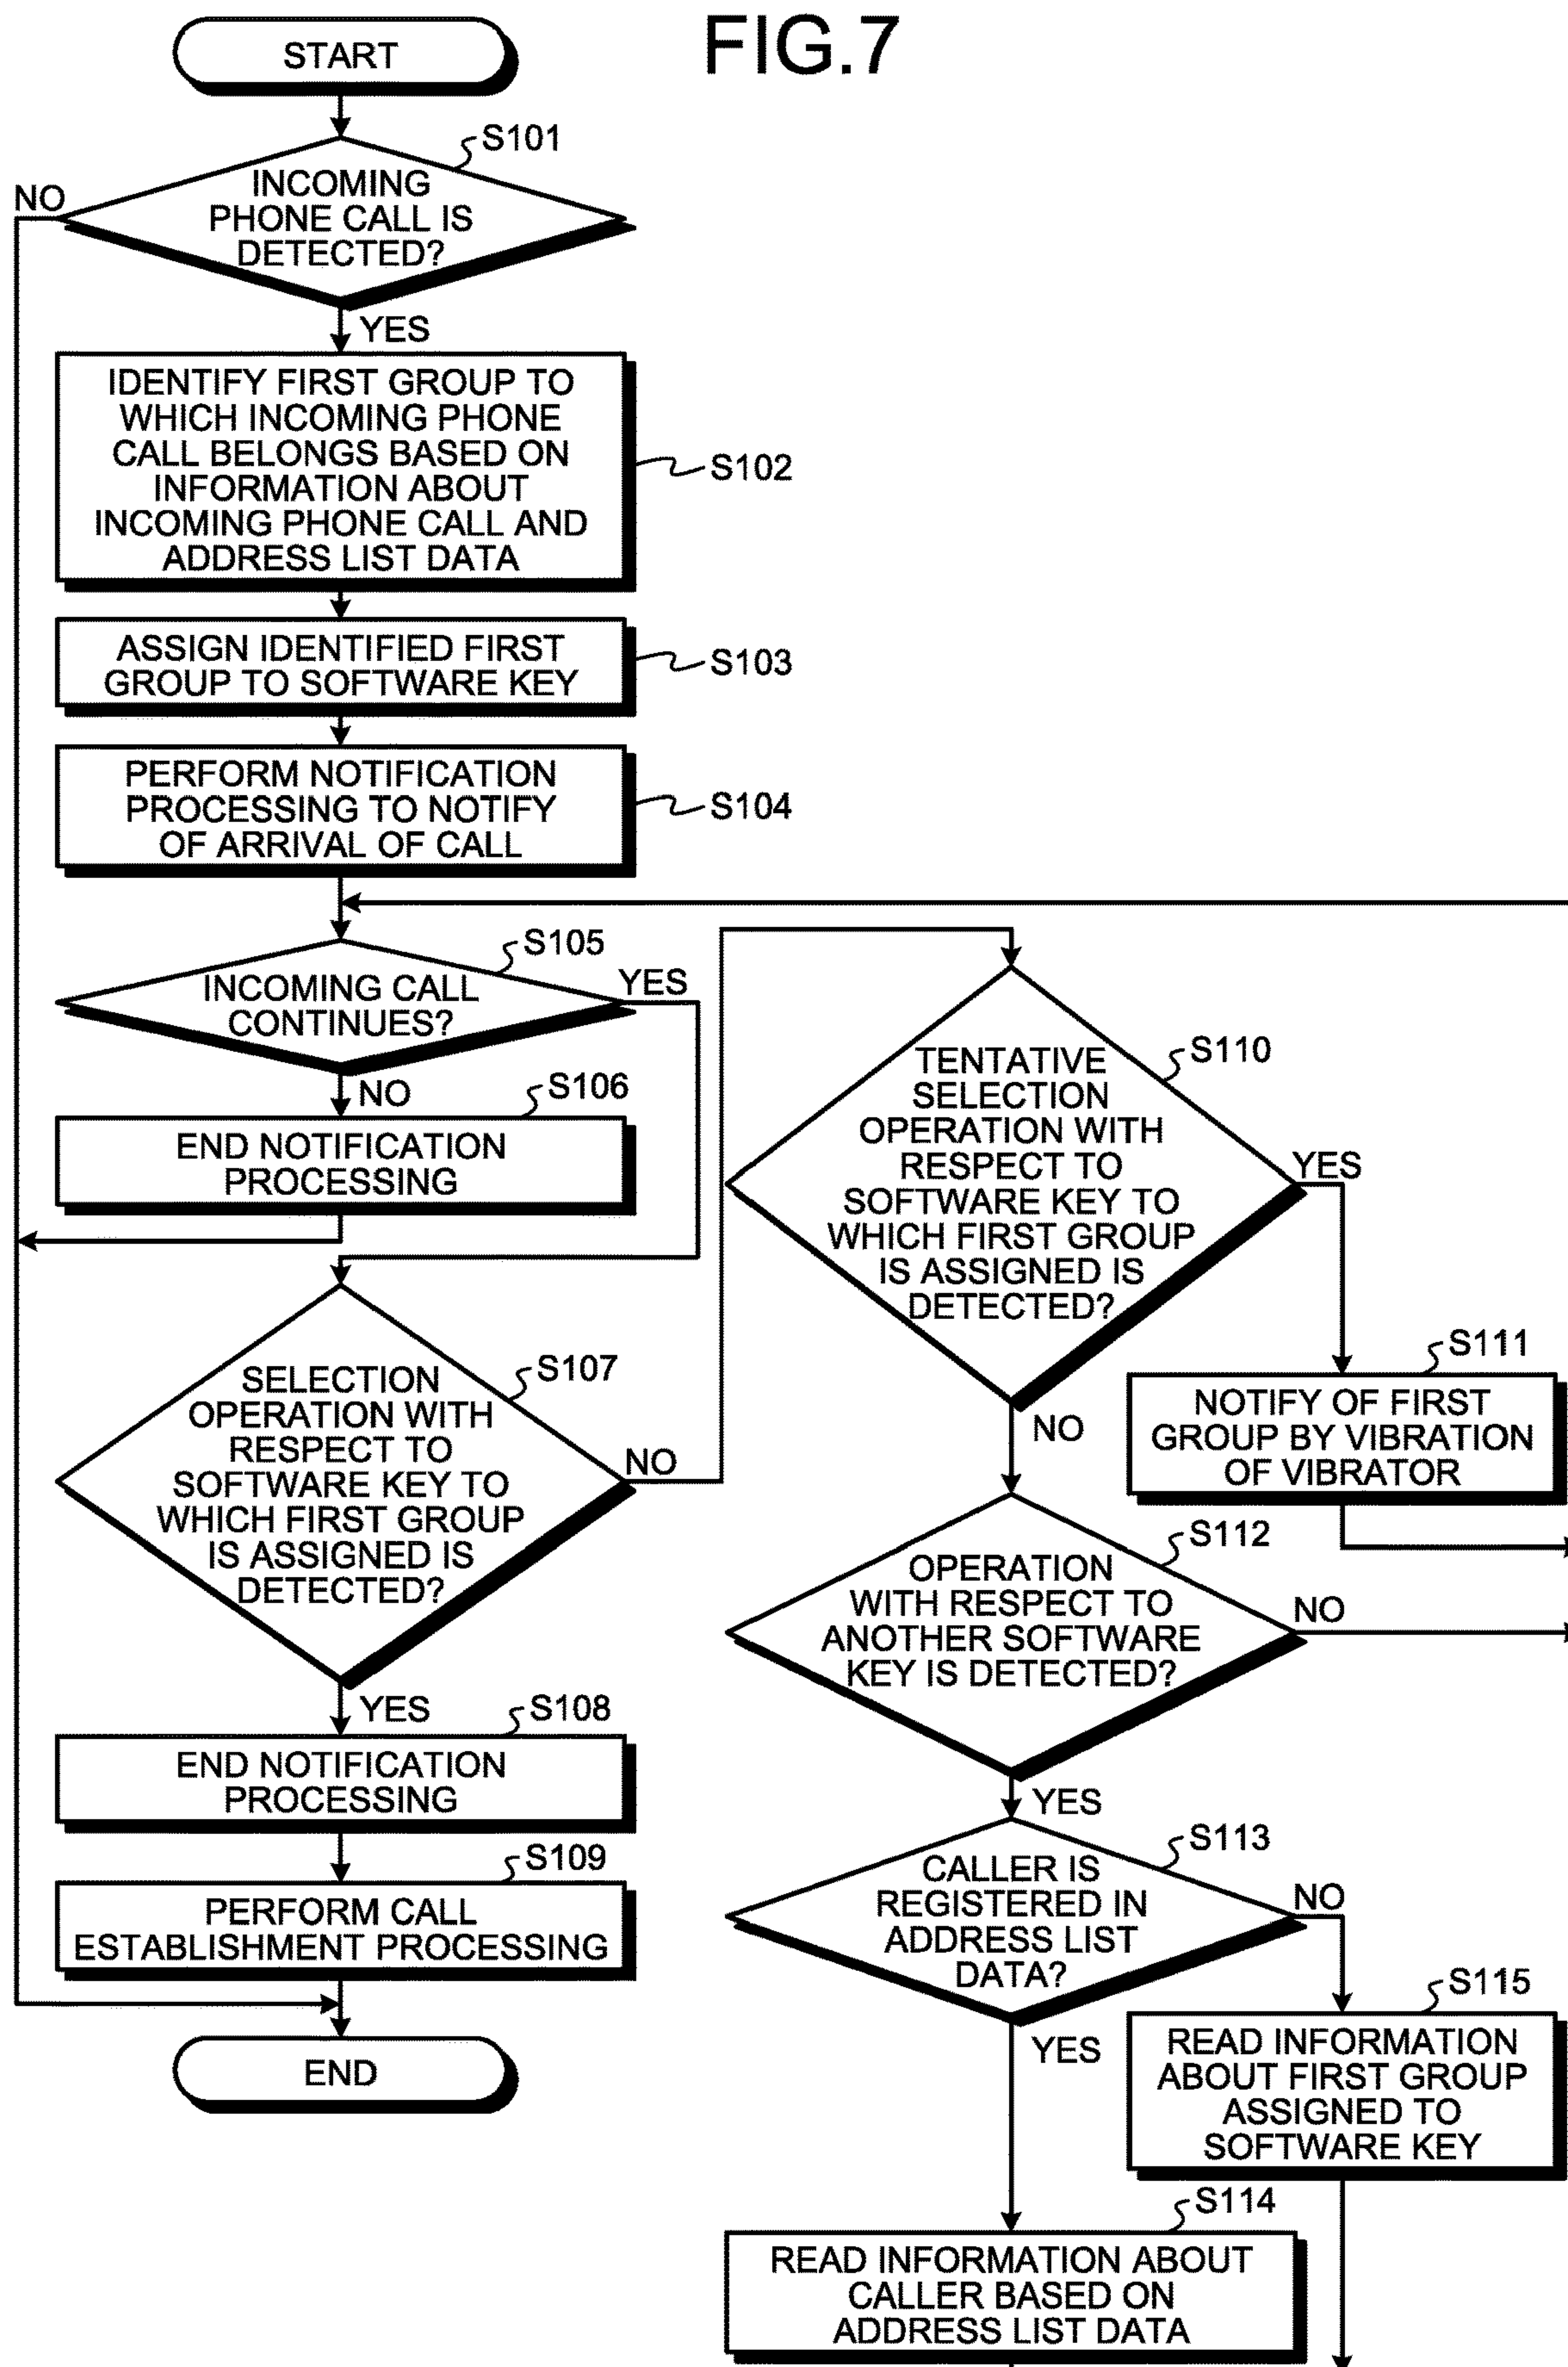 FIG.7
START
S101
INCOMING
PHONE CALL IS
DETECTED?
NO
YES
IDENTIFY FIRST GROUP TO
WHICH INCOMING PHONE
CALL BELONGS BASED ON
INFORMATION ABOUT
INCOMING PHONE CALL AND
ADDRESS LIST DATA
S102
ASSIGN IDENTIFIED FIRST
GROUP TO SOFTWARE KEY
S103
PERFORM NOTIFICATION
PROCESSING TO NOTIFY
OF ARRIVAL OF CALL
S104
S105
INCOMING CALL
CONTINUES?
YES
NO
S106
END NOTIFICATION
PROCESSING
S107
SELECTION
OPERATION WITH
RESPECT TO
SOFTWARE KEY TO
WHICH FIRST GROUP
IS ASSIGNED IS
DETECTED?
NO
YES
S108
END NOTIFICATION
PROCESSING
S109
PERFORM CALL
ESTABLISHMENT PROCESSING
END
S110
TENTATIVE
SELECTION
OPERATION WITH
RESPECT TO
SOFTWARE KEY TO
WHICH FIRST GROUP
IS ASSIGNED IS
DETECTED?
YES
NO
S111
NOTIFY OF FIRST
GROUP BY VIBRATION
OF VIBRATOR
S112
OPERATION
WITH RESPECT TO
ANOTHER SOFTWARE
KEY IS DETECTED?
NO
YES
S113
CALLER IS
REGISTERED IN
ADDRESS LIST
DATA?
NO
YES
S115
READ INFORMATION
ABOUT FIRST GROUP
ASSIGNED TO
SOFTWARE KEY
S114
READ INFORMATION ABOUT
CALLER BASED ON
ADDRESS LIST DATA